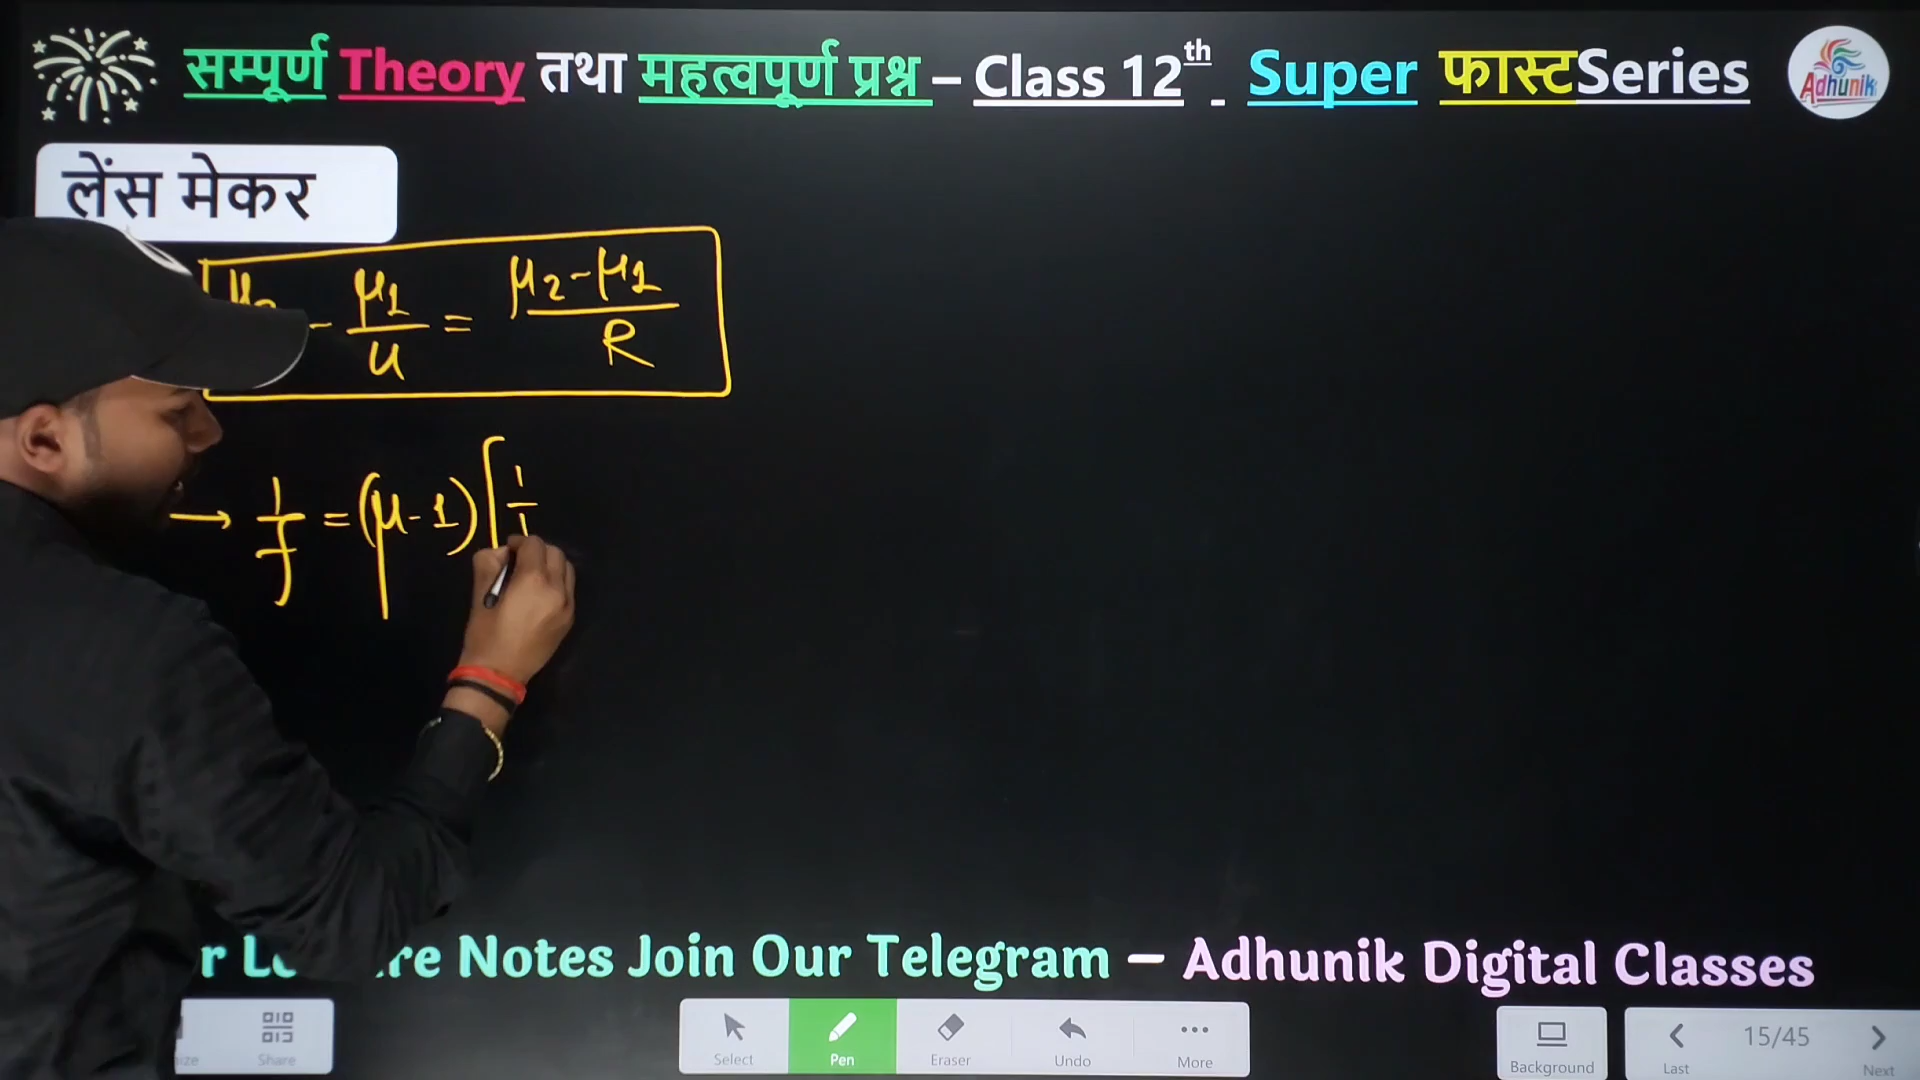 सम्पूर्ण Theory तथा महत्वपूर्ण प्रश्न – Class 12th - Super फास्टSeries
Adhunik
लेंस मेकर
- μ1/u = μ2-μ1/R
→ 1/f = (μ-1) [1/
re Notes Join Our Telegram – Adhunik Digital Classes
Share
Select
Pen
Eraser
Undo
More
Background
Last
15/45
Next